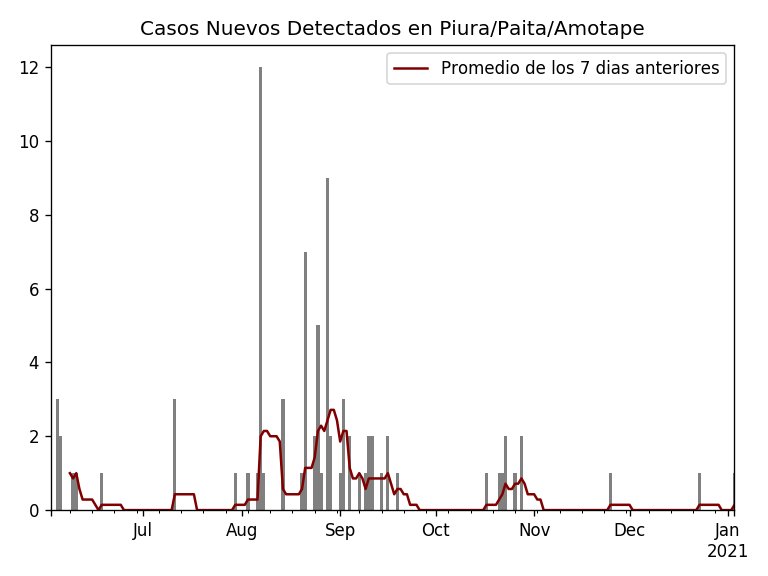 Casos Nuevos Detectados en Piura/Paita/Amotape
Promedio de los 7 dias anteriores
12
10
8
6
4
2
0
Jul Aug Sep Oct Nov Dec Jan
2021